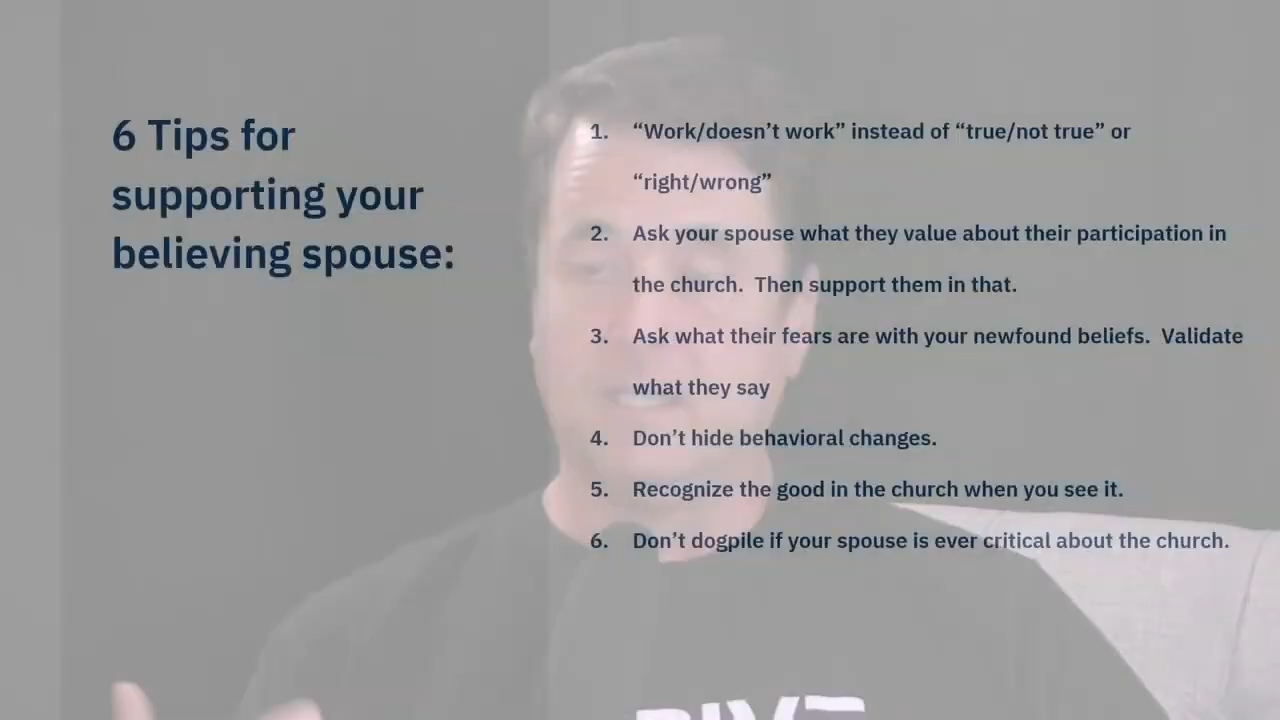 6 Tips for
supporting your
believing spouse:
1. “Work/doesn’t work” instead of “true/not true” or
“right/wrong”
2. Ask your spouse what they value about their participation in
the church.  Then support them in that.
3. Ask what their fears are with your newfound beliefs.  Validate
what they say
4. Don’t hide behavioral changes.
5. Recognize the good in the church when you see it.
6. Don’t dogpile if your spouse is ever critical about the church.